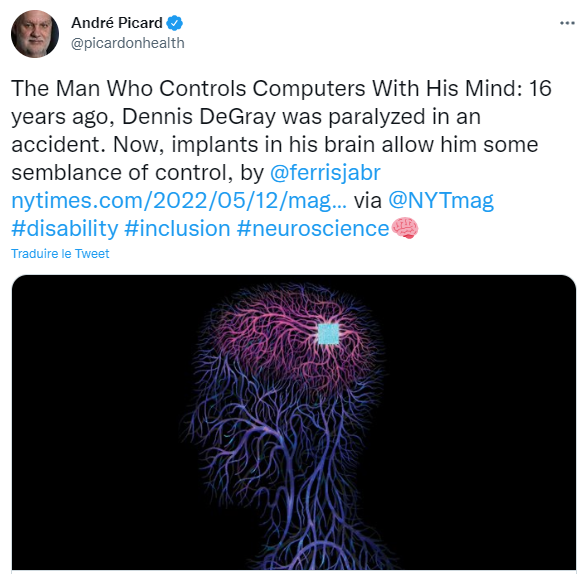 André Picard
@picardonhealth
The Man Who Controls Computers With His Mind: 16
years ago, Dennis DeGray was paralyzed in an
accident. Now, implants in his brain allow him some
semblance of control, by @ferrisjabr
nytimes.com/2022/05/12/mag... via @NYTmag
#disability #inclusion #neuroscience🧠
Traduire le Tweet